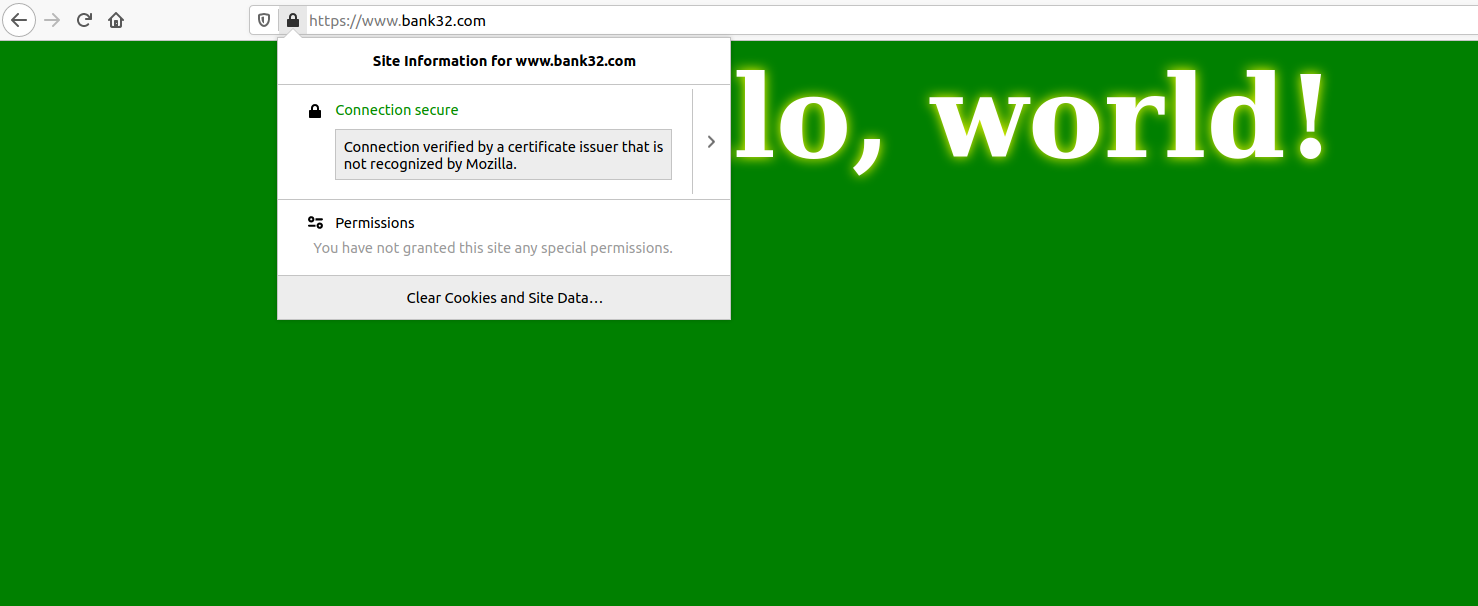 https://www.bank32.com
Site Information for www.bank32.com
Connection secure
Connection verified by a certificate issuer that is
not recognized by Mozilla.
Permissions
You have not granted this site any special permissions.
Clear Cookies and Site Data…
lo, world!